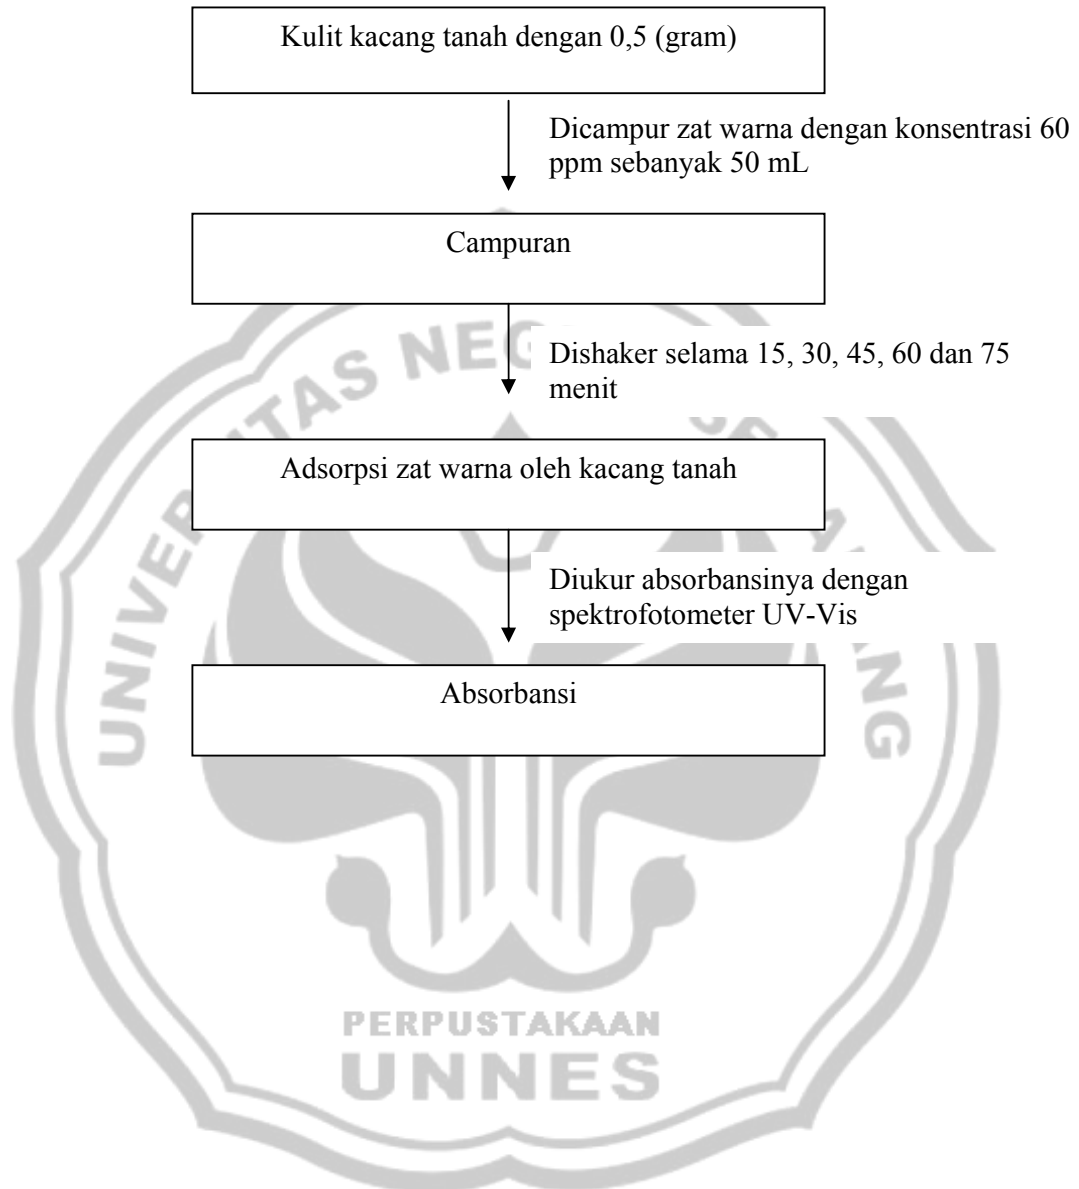 Kulit kacang tanah dengan 0,5 (gram)
Dicampur zat warna dengan konsentrasi 60
ppm sebanyak 50 mL
Campuran
Dishaker selama 15, 30, 45, 60 dan 75
menit
Adsorpsi zat warna oleh kacang tanah
Diukur absorbansinya dengan
spektrofotometer UV-Vis
Absorbansi
PERPUSTAKAAN
UNNES